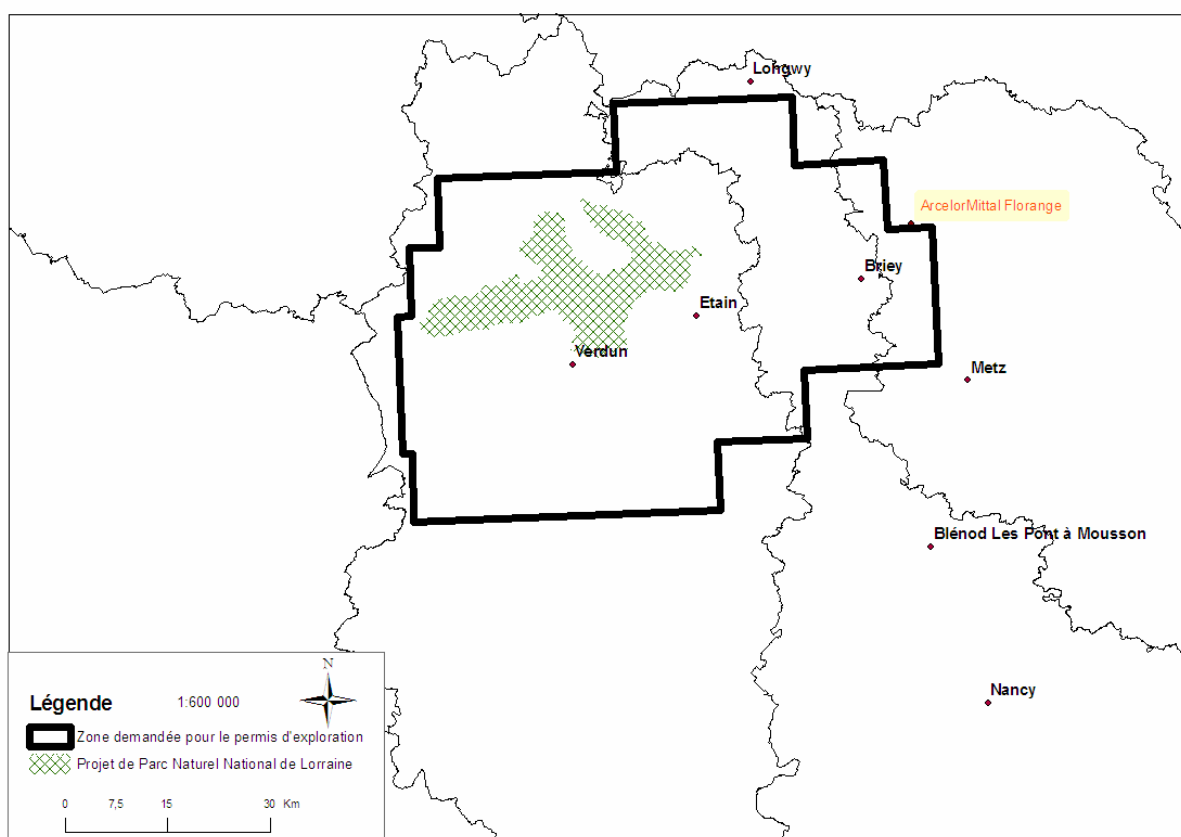 Longwy
ArcelorMittal Florange
Briey
Etain
Verdun
Metz
Blénod Les Pont à Mousson
Nancy
N
Légende 1:600 000
Zone demandée pour le permis d'exploration
Projet de Parc Naturel National de Lorraine
0 7,5 15 30 Km